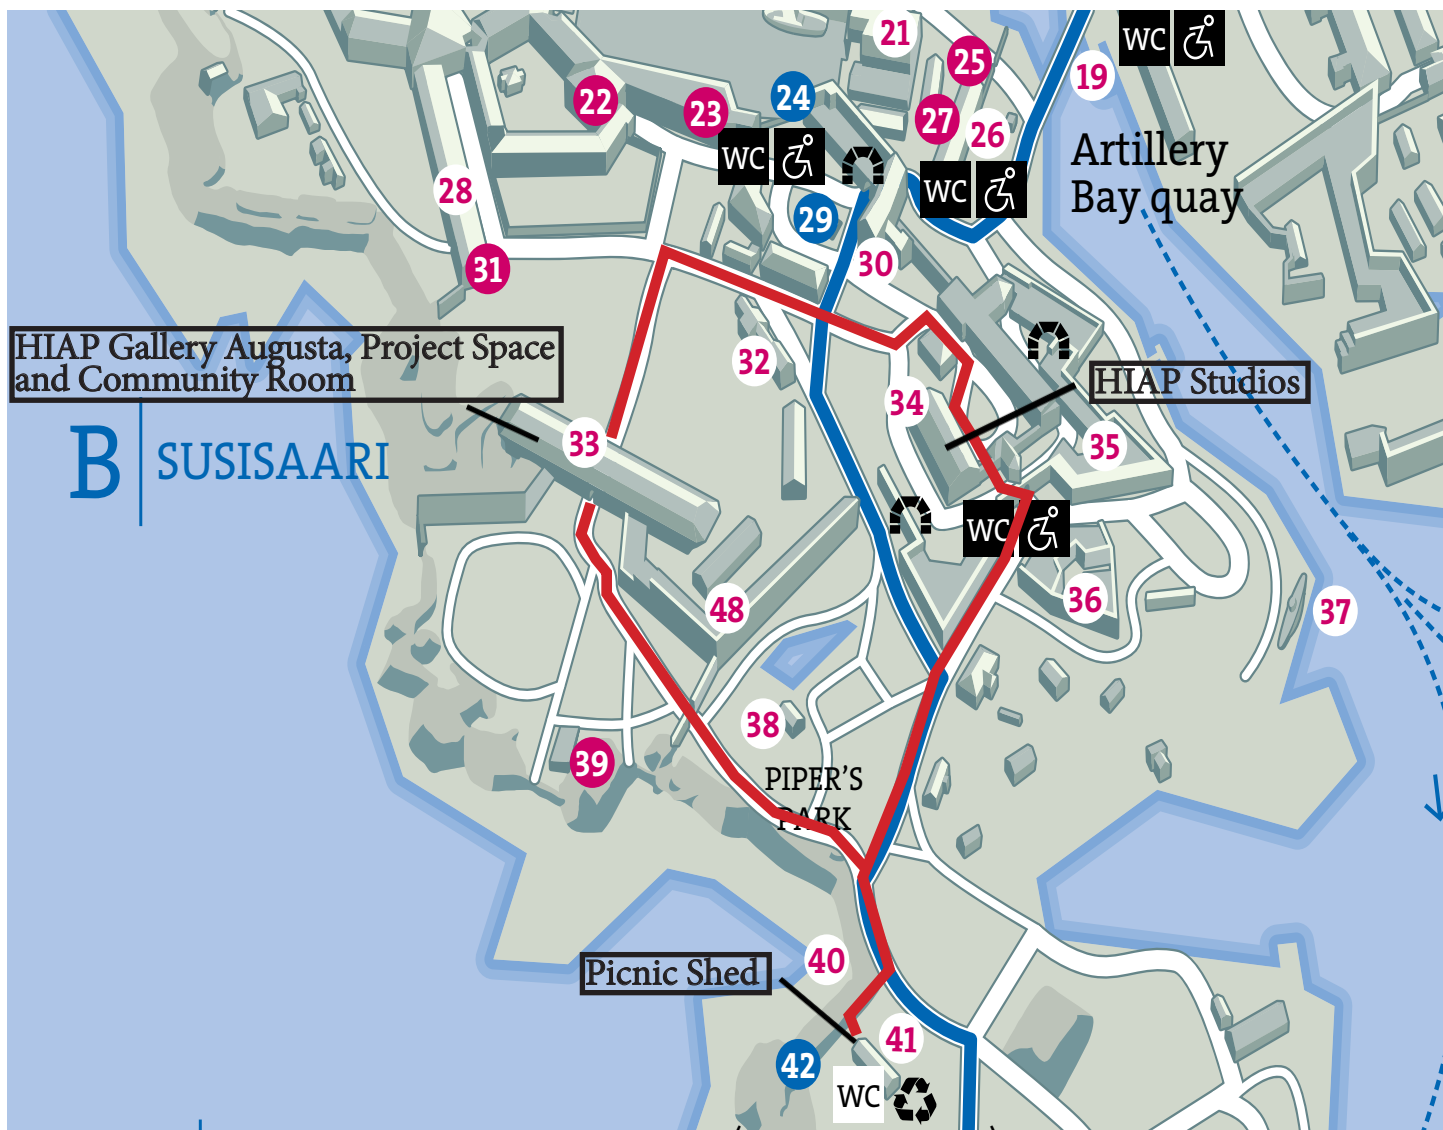 21
WC
25
19
22
23
24
27
26
Artillery
Bay quay
WC
WC
28
29
30
31
HIAP Gallery Augusta, Project Space
and Community Room
32
HIAP Studios
34
33
35
B
SUSISAARI
WC
48
36
37
38
39
PIPER'S
PARK
40
Picnic Shed
41
42
WC